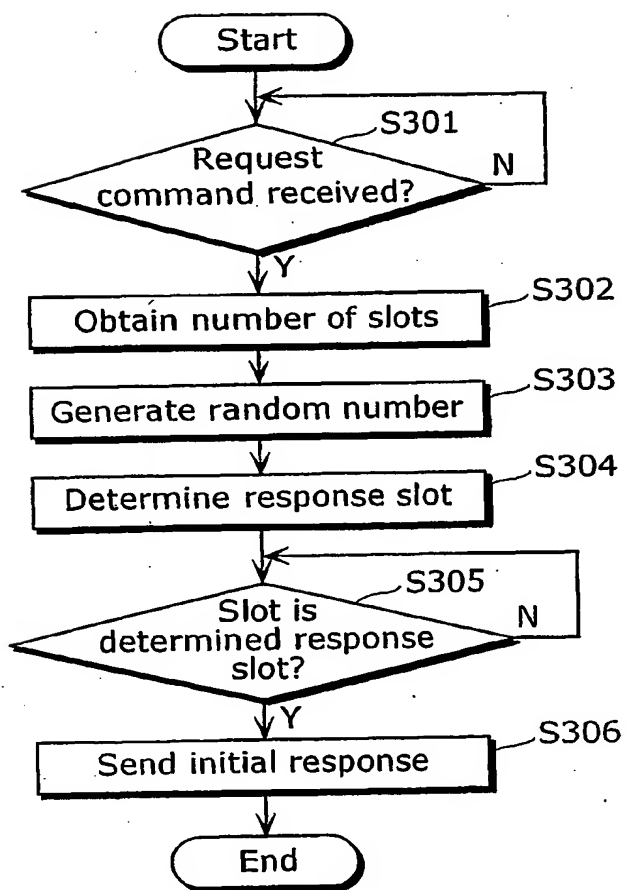 Start
S301
Request
command received?
N
Y
S302
Obtain number of slots
S303
Generate random number
S304
Determine response slot
S305
Slot is
determined response
slot?
N
Y
S306
Send initial response
End